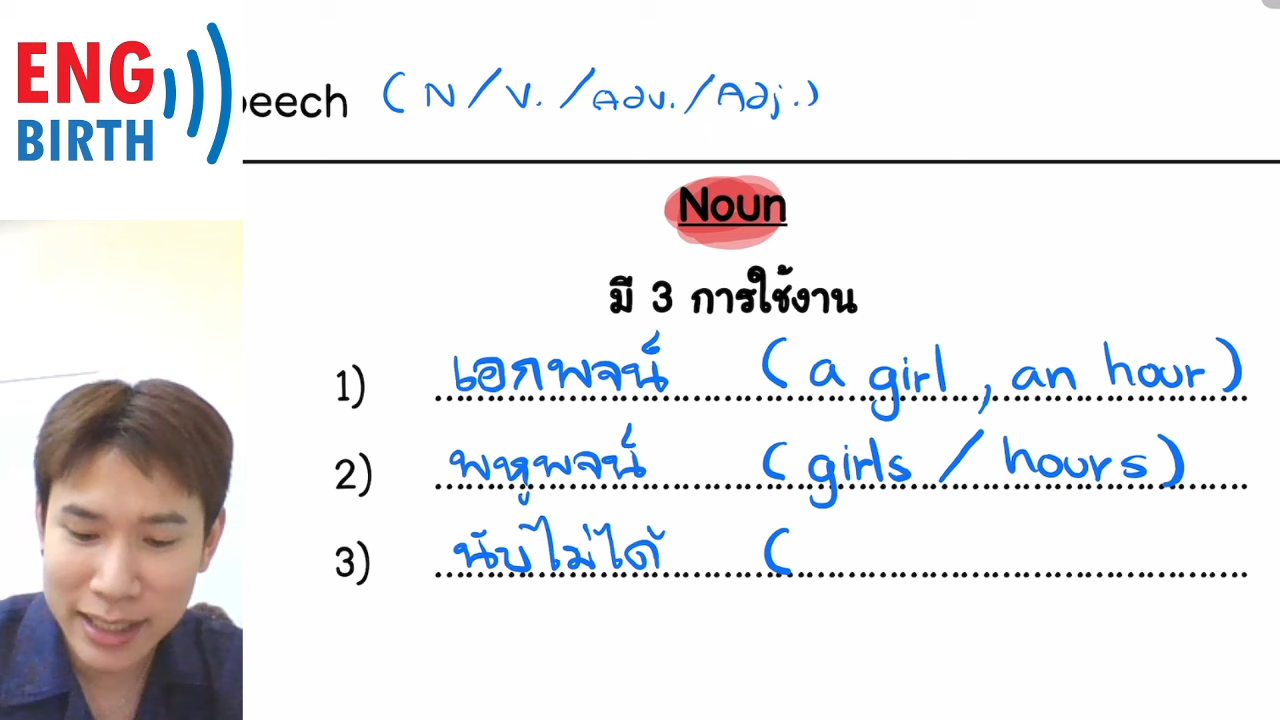 ENG
BIRTH
peech ( N / V. / Adv. / Adj. )
Noun
มี 3 การใช้งาน
1) เอกพจน์ ( a girl , an hour )
2) พหูพจน์ ( girls / hours )
3) นับไม่ได้ (